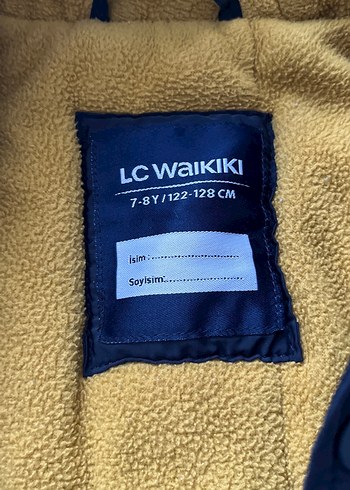 LC WAIKIKI
7-8 Y / 122-128 CM
İsim :
Soyisim: